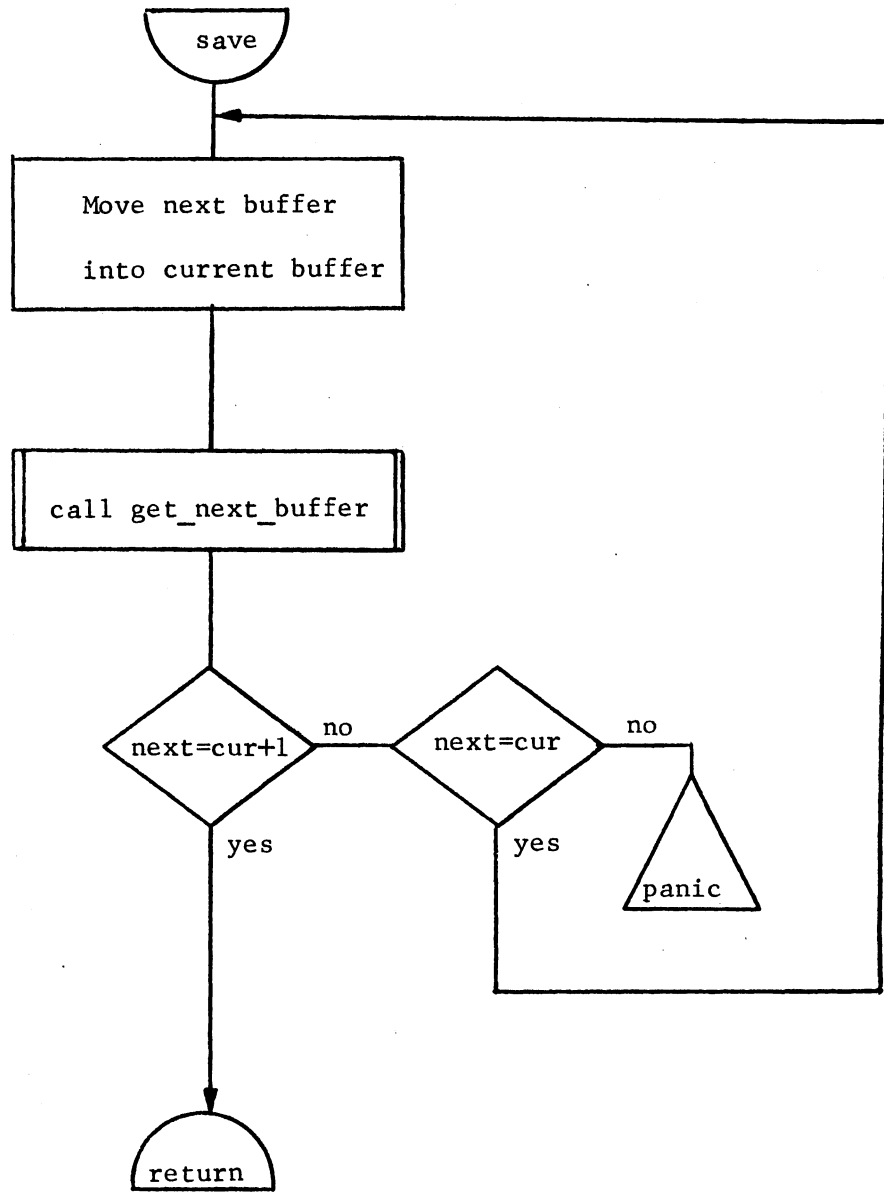 save
Move next buffer
into current buffer
call get_next_buffer
next=cur+1
no
next=cur
no
yes
yes
panic
return